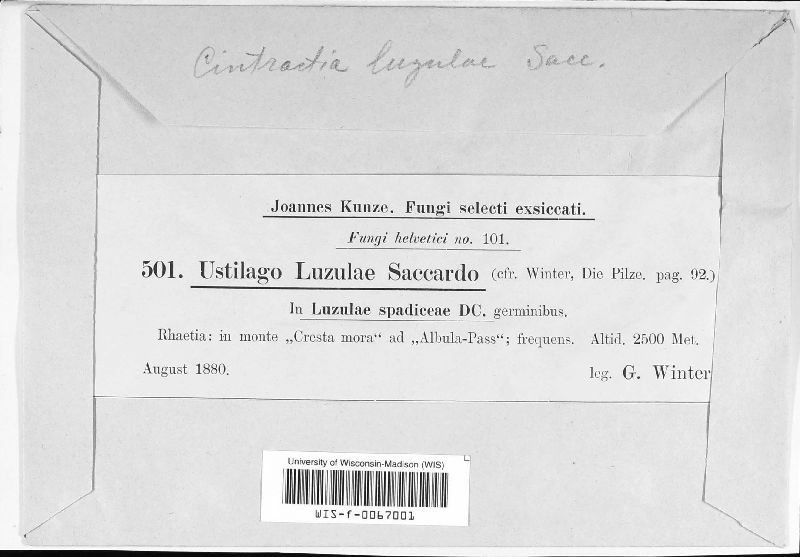 Cintractia luzulae Sacc.
Joannes Kunze. Fungi selecti exsiccati.
Fungi helvetici no. 101.
501. Ustilago Luzulae Saccardo (cfr. Winter, Die Pilze. pag. 92.)
In Luzulae spadiceae DC. germinibus.
Rhaetia: in monte „Cresta mora“ ad „Albula-Pass“; frequens. Altid. 2500 Met.
August 1880. leg. G. Winter
University of Wisconsin-Madison (WIS)
WIS-f-0067001